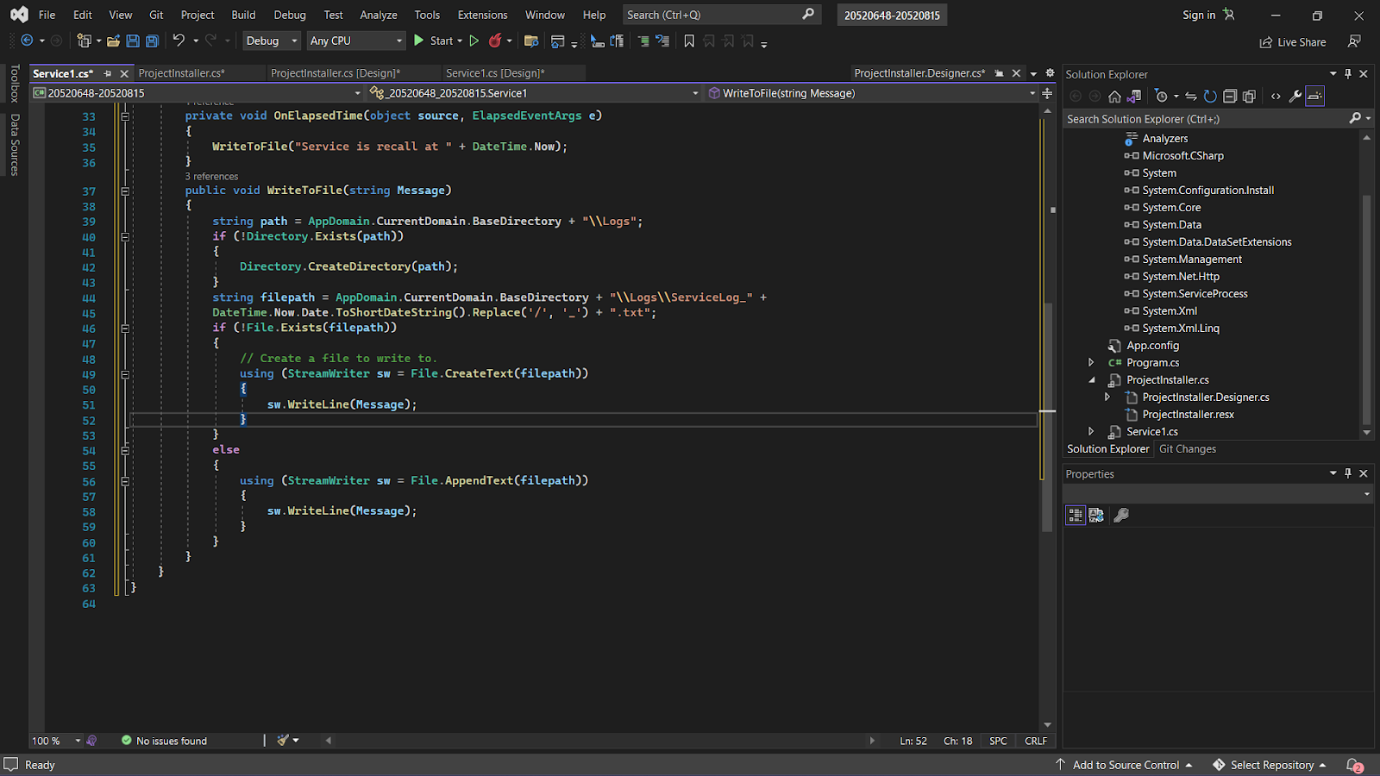 File Edit View Git Project Build Debug Test Analyze Tools Extensions Window Help Search (Ctrl+Q) 20520648-20520815 Sign in
Debug Any CPU Start Live Share
Toolbox
Data Sources
Service1.cs* ProjectInstaller.cs* ProjectInstaller.cs [Design]* Service1.cs [Design]* ProjectInstaller.Designer.cs*
20520648-20520815 _20520648_20520815.Service1 WriteToFile(string Message)
33 private void OnElapsedTime(object source, ElapsedEventArgs e)
34 {
35 WriteToFile("Service is recall at " + DateTime.Now);
36 }
3 references
37 public void WriteToFile(string Message)
38 {
39 string path = AppDomain.CurrentDomain.BaseDirectory + "\\Logs";
40 if (!Directory.Exists(path))
41 {
42 Directory.CreateDirectory(path);
43 }
44 string filepath = AppDomain.CurrentDomain.BaseDirectory + "\\Logs\\ServiceLog_" +
45 DateTime.Now.Date.ToShortDateString().Replace('/', '_') + ".txt";
46 if (!File.Exists(filepath))
47 {
48 // Create a file to write to.
49 using (StreamWriter sw = File.CreateText(filepath))
50 {
51 sw.WriteLine(Message);
52 }
53 }
54 else
55 {
56 using (StreamWriter sw = File.AppendText(filepath))
57 {
58 sw.WriteLine(Message);
59 }
60 }
61 }
62 }
63 }
64
100 % No issues found Ln: 52 Ch: 18 SPC CRLF
Solution Explorer
Search Solution Explorer (Ctrl+;)
Analyzers
Microsoft.CSharp
System
System.Configuration.Install
System.Core
System.Data
System.Data.DataSetExtensions
System.Management
System.Net.Http
System.ServiceProcess
System.Xml
System.Xml.Linq
App.config
C# Program.cs
ProjectInstaller.cs
ProjectInstaller.Designer.cs
ProjectInstaller.resx
Service1.cs
Solution Explorer Git Changes
Properties
Ready Add to Source Control Select Repository 2